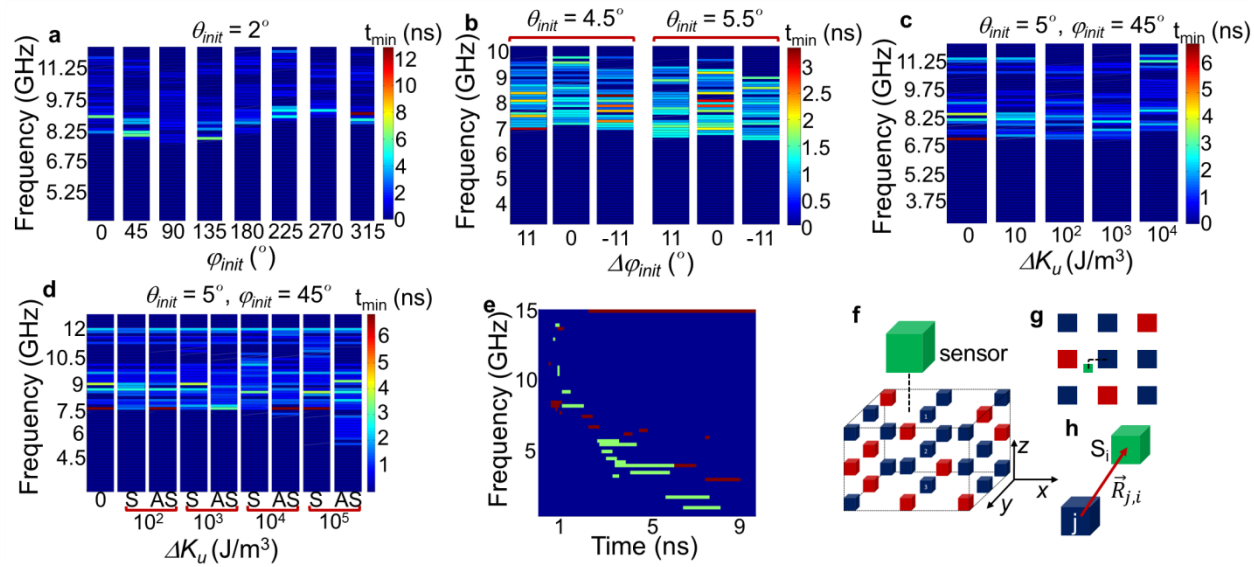 a
θinit = 2°
tmin (ns)
Frequency (GHz)
11.25
9.75
8.25
6.75
5.25
12
10
8
6
4
2
0
0 45 90 135 180 225 270 315
φinit (°)
b
θinit = 4.5° θinit = 5.5°
tmin (ns)
Frequency (GHz)
10
9
8
7
6
5
4
3
2.5
2
1.5
1
0.5
0
11 0 -11 11 0 -11
Δφinit (°)
c
θinit = 5°, φinit = 45°
tmin (ns)
Frequency (GHz)
11.25
9.75
8.25
6.75
5.25
3.75
6
5
4
3
2
1
0
0 10 10² 10³ 10⁴
ΔKu (J/m³)
d
θinit = 5°, φinit = 45°
tmin (ns)
Frequency (GHz)
12
10.5
9
7.5
6
4.5
6
5
4
3
2
1
0 S AS S AS S AS S AS
10² 10³ 10⁴ 10⁵
ΔKu (J/m³)
e
Frequency (GHz)
15
10
5
1 5 9
Time (ns)
f
sensor
1
2
3
z
x
y
g
h
Si
R⃗j,i
j